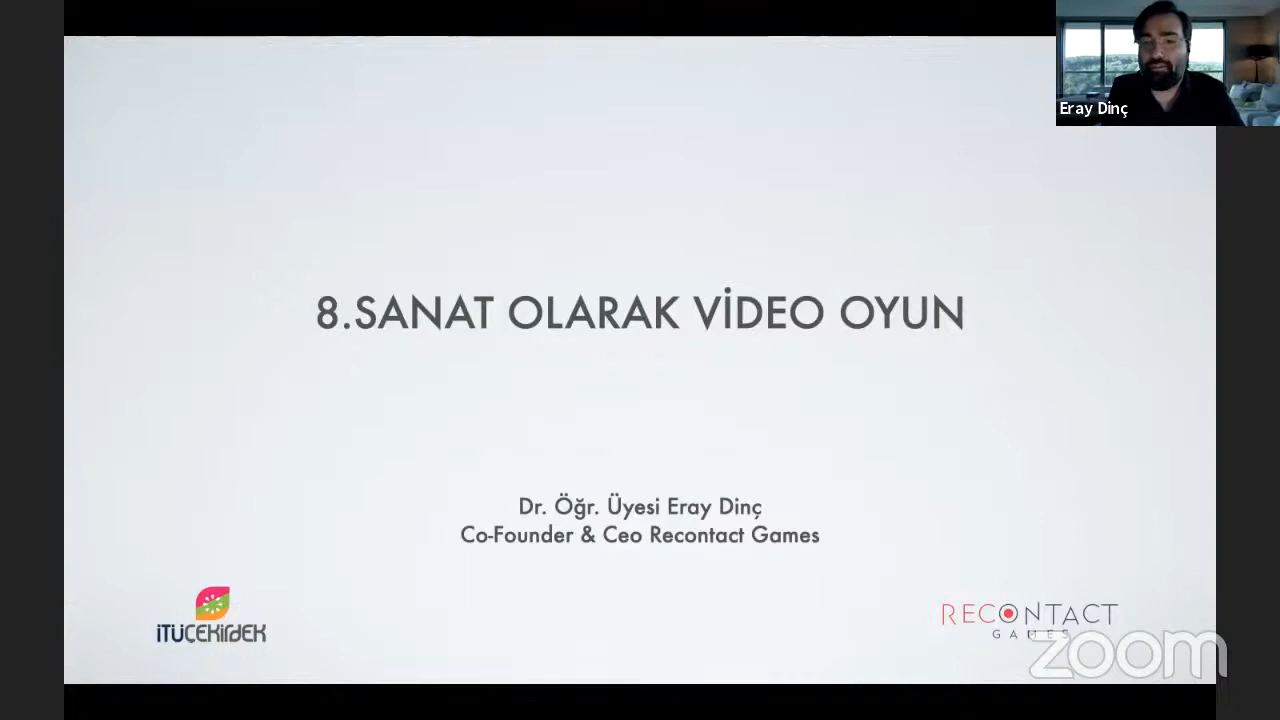 Eray Dinç
8.SANAT OLARAK VİDEO OYUN
Dr. Öğr. Üyesi Eray Dinç
Co-Founder & Ceo Recontact Games
İTÜÇEKİRDEK
RECONTACT
GAMES
zoom